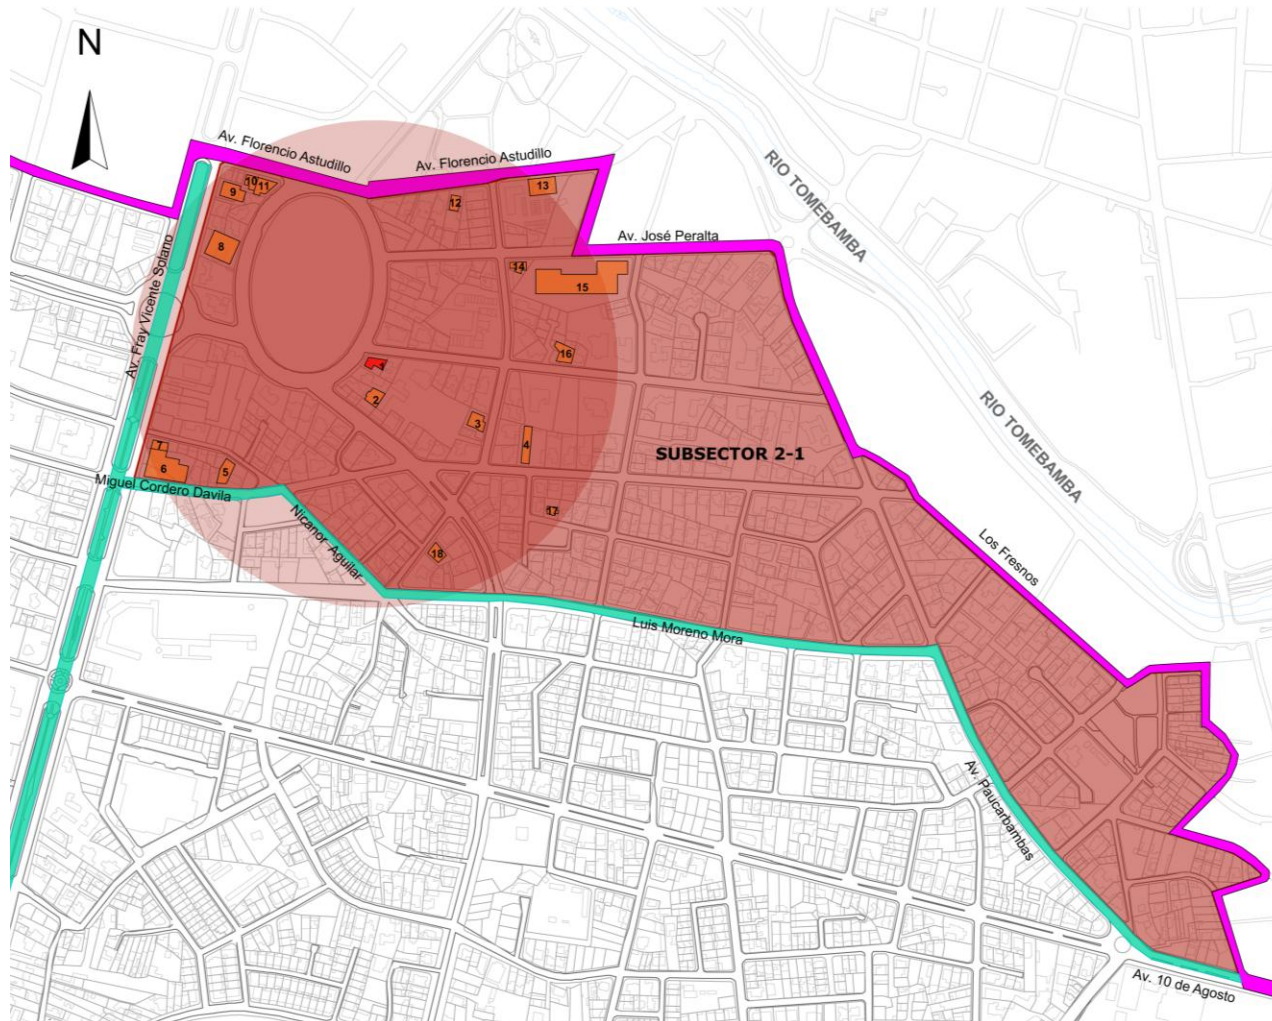 N
Av. Florencio Astudillo
Av. Florencio Astudillo
RIO TOMEBAMBA
10
11
9
13
12
Av. José Peralta
8
Av. Fray Vicente Solano
14
15
16
1
2
RIO TOMEBAMBA
3
4
SUBSECTOR 2-1
7
6
5
Miguel Cordero Davila
Nicanor Aguilar
17
18
Los Fresnos
Luis Moreno Mora
Av. Paucarbambas
Av. 10 de Agosto